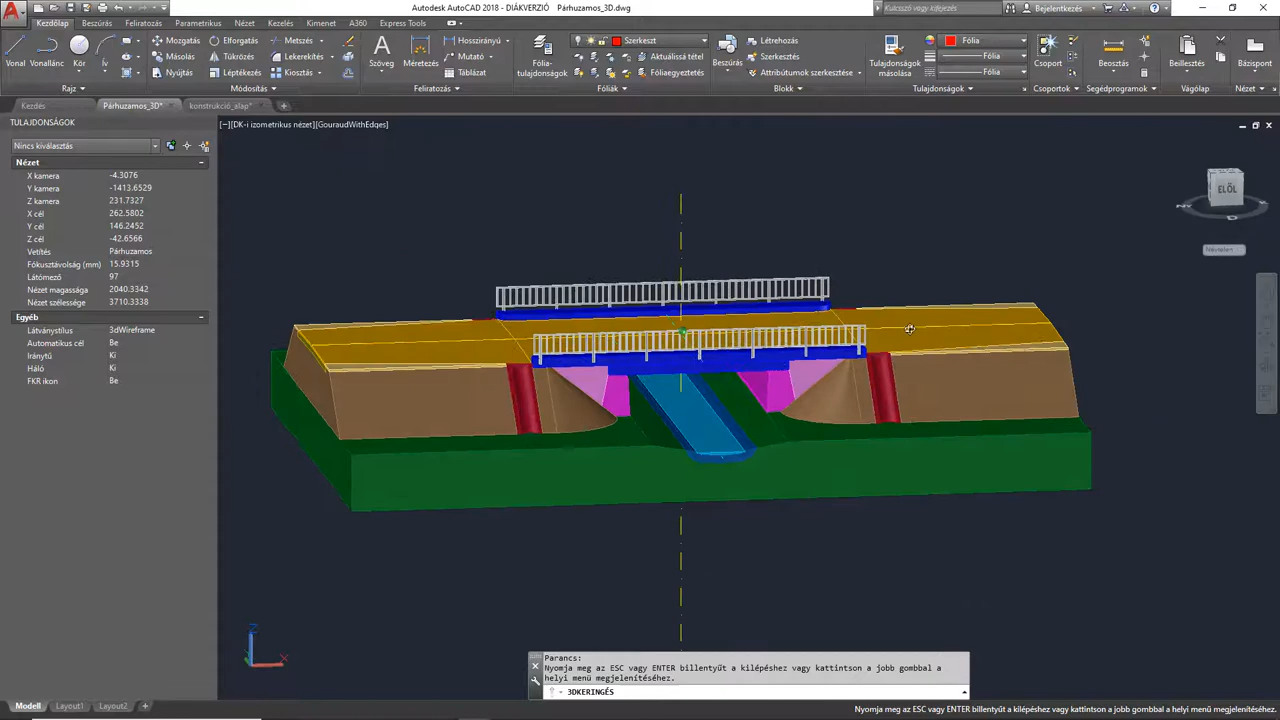 Autodesk AutoCAD 2018 - DIÁKVERZIÓ Párhuzamos_3D.dwg
Kulcsszó vagy kifejezés
Bejelentkezés
Kezdőlap Beszúrás Feliratozás Parametrikus Nézet Kezelés Kimenet A360 Express Tools
Vonal
Vonallánc
Kör
Ív
Rajz
Mozgatás
Elforgatás
Metszés
Másolás
Tükrözés
Lekerekítés
Nyújtás
Léptékezés
Kiosztás
Módosítás
Szöveg
Méretezés
Hosszirányú
Mutató
Táblázat
Feliratozás
Fólia-
tulajdonságok
Szerkeszt
Aktuálissá tétel
Fóliaegyeztetés
Fóliák
Beszúrás
Létrehozás
Szerkesztés
Attribútumok szerkesztése
Blokk
Tulajdonságok
másolása
Fólia
Fólia
Fólia
Tulajdonságok
Csoport
Csoportok
Beosztás
Segédprogramok
Beillesztés
Vágólap
Bázispont
Nézet
Kezdés Párhuzamos_3D* konstrukció_alap*
TULAJDONSÁGOK
Nincs kiválasztás
Nézet
X kamera -4.3076
Y kamera -1413.6529
Z kamera 231.7327
X cél 262.5802
Y cél 146.2452
Z cél -42.6566
Vetítés Párhuzamos
Fókusztávolság (mm) 15.9315
Látómező 97
Nézet magassága 2040.3342
Nézet szélessége 3710.3338
Egyéb
Látványstílus 3dWireframe
Automatikus cél Be
Iránytű Ki
Háló Ki
FKR ikon Be
[−][DK-i izometrikus nézet][GouraudWithEdges]
ELÖL
NY
D
Névtelen
Z
X
Parancs:
Nyomja meg az ESC vagy ENTER billentyűt a kilépéshez vagy kattintson a jobb gombbal a
helyi menü megjelenítéséhez.
3DKERINGÉS
Modell Layout1 Layout2 +
Nyomja meg az ESC vagy ENTER billentyűt a kilépéshez vagy kattintson a jobb gombbal a helyi menü megjelenítéséhez.